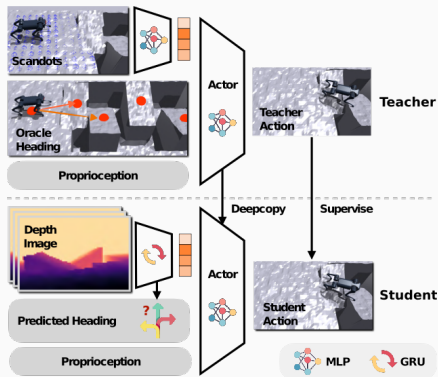 Scandots
Oracle
Heading
Proprioception
Actor
Teacher
Action
Teacher
Deepcopy
Supervise
Depth
Image
?
Predicted Heading
Proprioception
Actor
Student
Action
Student
MLP
GRU